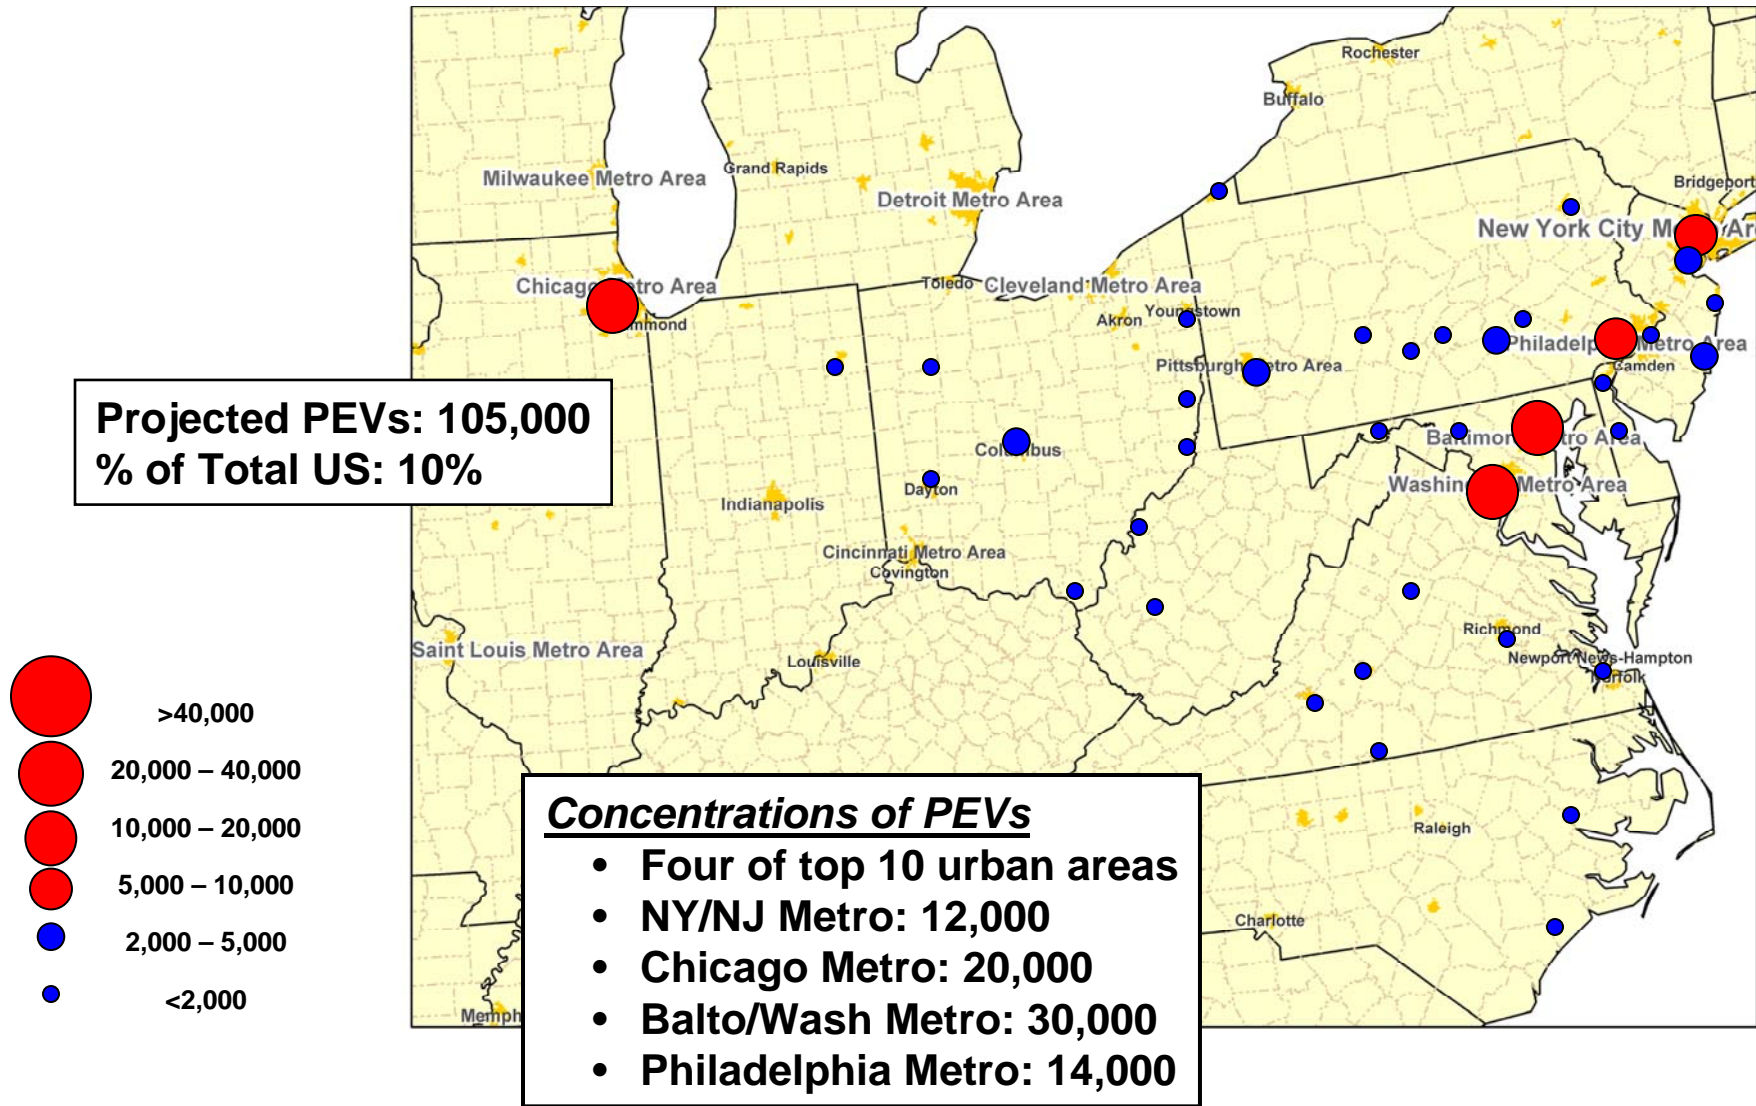 Rochester
Buffalo
Grand Rapids
Milwaukee Metro Area
Detroit Metro Area
Bridgeport
New York City M
Ar
Chicag
etro Area
mmond
Toledo
Cleveland Metro Area
Akron
Youngstown
Pittsburgh
etro Area
Philadelp
Metro Area
Camden
Projected PEVs: 105,000
% of Total US: 10%
Columbus
Baltimor
tro Area
Dayton
Washin
Metro Area
Indianapolis
Cincinnati Metro Area
Covington
Richmond
Saint Louis Metro Area
Louisville
Newport News-Hampton
Norfolk
>40,000
20,000 – 40,000
10,000 – 20,000
5,000 – 10,000
2,000 – 5,000
<2,000
Concentrations of PEVs
• Four of top 10 urban areas
• NY/NJ Metro: 12,000
• Chicago Metro: 20,000
• Balto/Wash Metro: 30,000
• Philadelphia Metro: 14,000
Raleigh
Charlotte
Memph